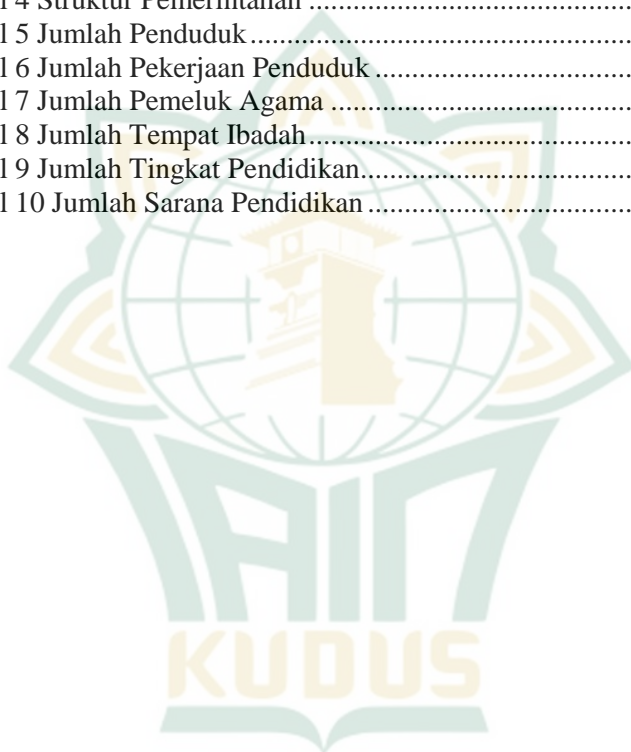 l 4 Struktur Pemerintahan ....................................
l 5 Jumlah Penduduk...........................................
l 6 Jumlah Pekerjaan Penduduk .............................
l 7 Jumlah Pemeluk Agama ..................................
l 8 Jumlah Tempat Ibadah....................................
l 9 Jumlah Tingkat Pendidikan..............................
l 10 Jumlah Sarana Pendidikan ..............................
IAIN
KUDUS